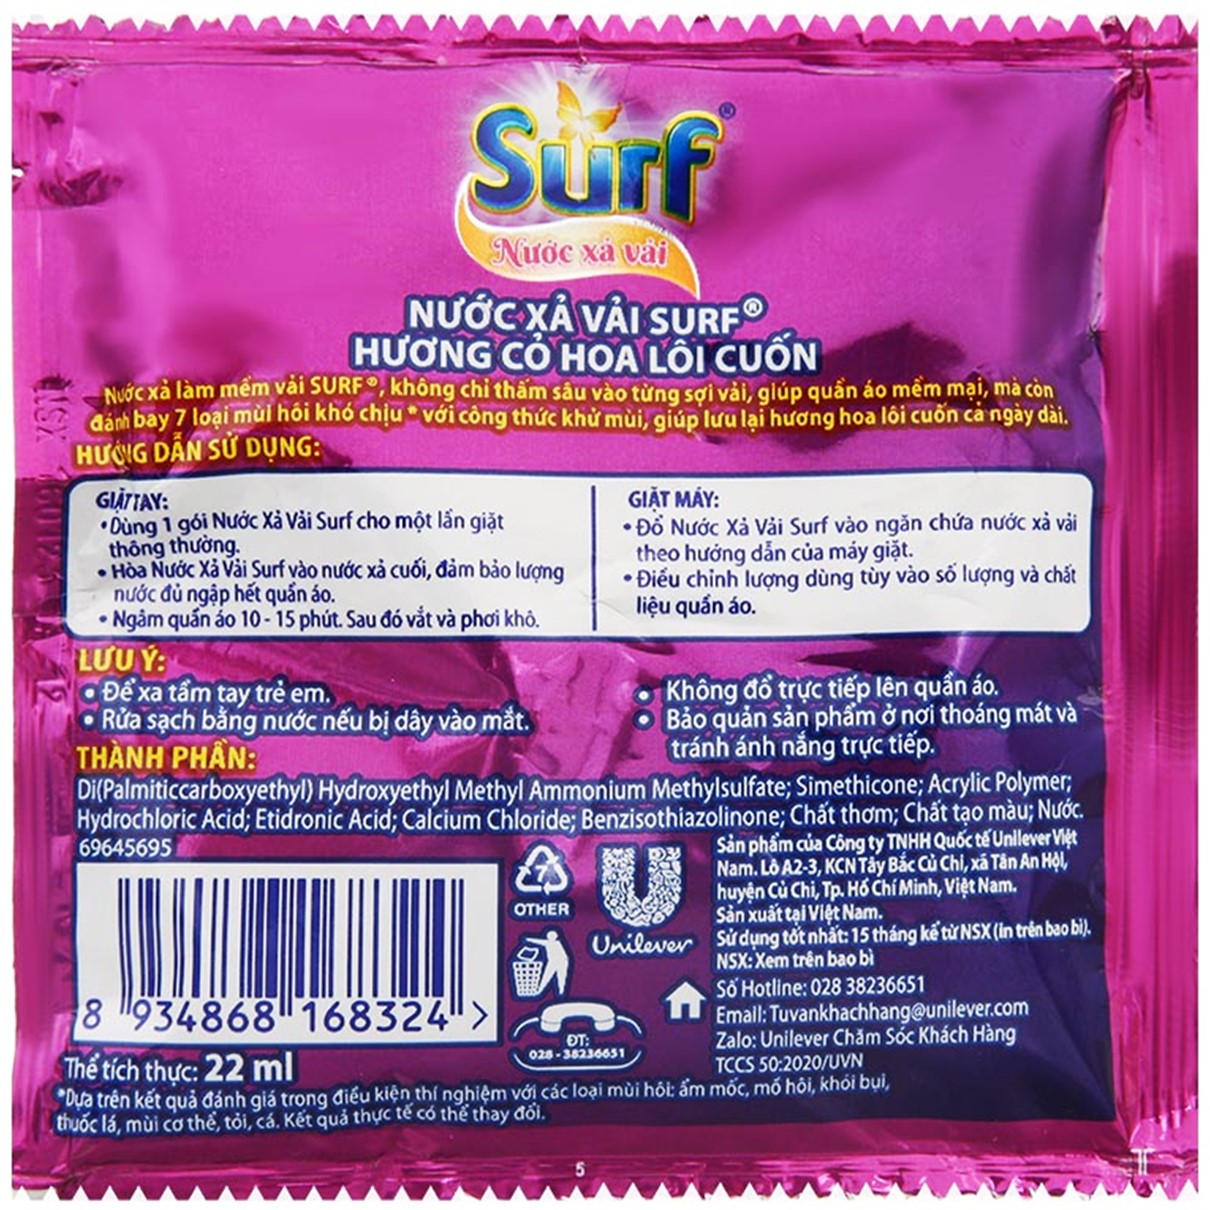 Surf®
Nước xả vải
NƯỚC XẢ VẢI SURF®
HƯƠNG CỎ HOA LÔI CUỐN
Nước xả làm mềm vải SURF®, không chỉ thấm sâu vào từng sợi vải, giúp quần áo mềm mại, mà còn
đánh bay 7 loại mùi hôi khó chịu * với công thức khử mùi, giúp lưu lại hương hoa lôi cuốn cả ngày dài.
HƯỚNG DẪN SỬ DỤNG:
GIẶT TAY:
• Dùng 1 gói Nước Xả Vải Surf cho một lần giặt
thông thường.
• Hòa Nước Xả Vải Surf vào nước xả cuối, đảm bảo lượng
nước đủ ngập hết quần áo.
• Ngâm quần áo 10 - 15 phút. Sau đó vắt và phơi khô.
GIẶT MÁY:
• Đổ Nước Xả Vải Surf vào ngăn chứa nước xả vải
theo hướng dẫn của máy giặt.
• Điều chỉnh lượng dùng tùy vào số lượng và chất
liệu quần áo.
LƯU Ý:
• Để xa tầm tay trẻ em.
• Rửa sạch bằng nước nếu bị dây vào mắt.
• Không đổ trực tiếp lên quần áo.
• Bảo quản sản phẩm ở nơi thoáng mát và
tránh ánh nắng trực tiếp.
THÀNH PHẦN:
Di(Palmiticcarboxyethyl) Hydroxyethyl Methyl Ammonium Methylsulfate; Simethicone; Acrylic Polymer;
Hydrochloric Acid; Etidronic Acid; Calcium Chloride; Benzisothiazolinone; Chất thơm; Chất tạo màu; Nước.
69645695
8 934868 168324 >
7
OTHER
Unilever
ĐT:
028 - 38236651
Sản phẩm của Công ty TNHH Quốc tế Unilever Việt
Nam. Lô A2-3, KCN Tây Bắc Củ Chi, xã Tân An Hội,
huyện Củ Chi, Tp. Hồ Chí Minh, Việt Nam.
Sản xuất tại Việt Nam.
Sử dụng tốt nhất: 15 tháng kể từ NSX (in trên bao bì).
NSX: Xem trên bao bì
Số Hotline: 028 38236651
Email: Tuvankhachhang@unilever.com
Zalo: Unilever Chăm Sóc Khách Hàng
TCCS 50:2020/UVN
Thể tích thực: 22 ml
*Dựa trên kết quả đánh giá trong điều kiện thí nghiệm với các loại mùi hôi: ẩm mốc, mồ hôi, khói bụi,
thuốc lá, mùi cơ thể, tỏi, cá. Kết quả thực tế có thể thay đổi.
5